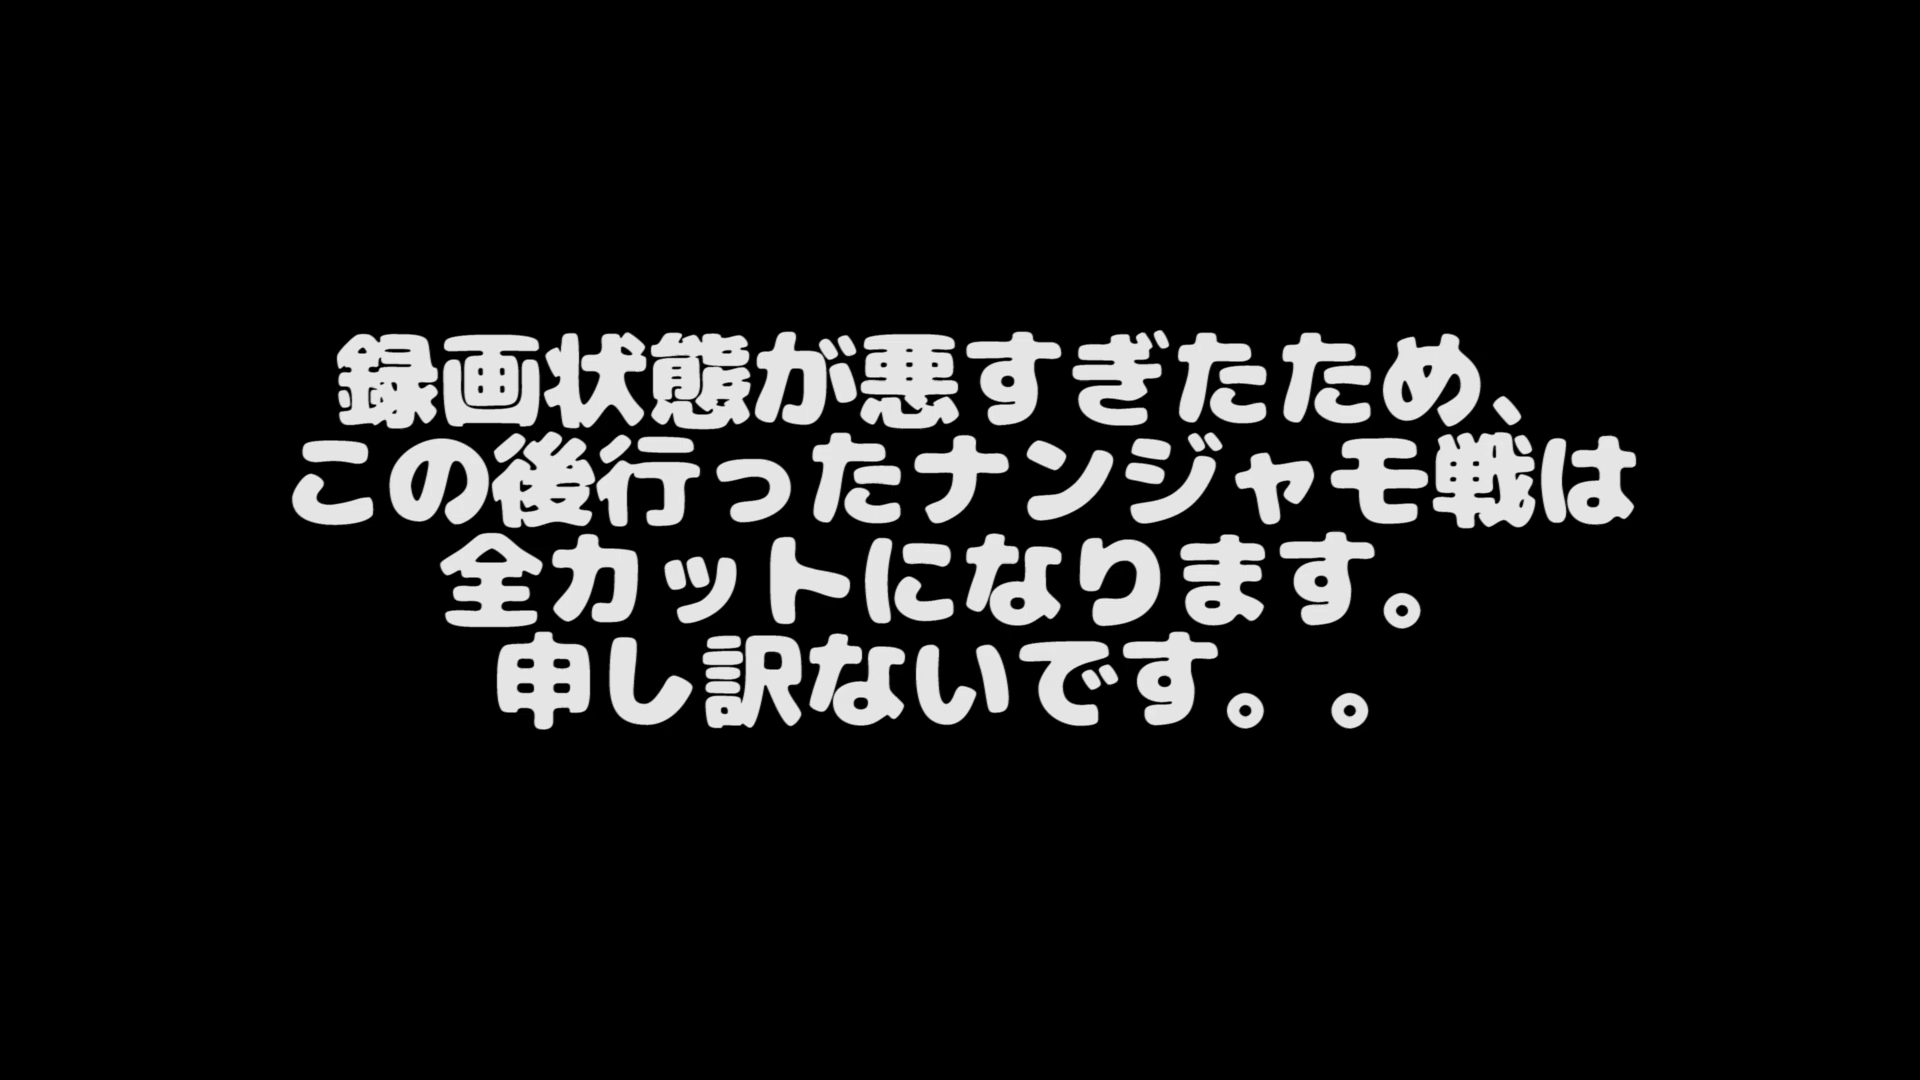 録画状態が悪すぎたため、
この後行ったナンジャモ戦は
全カットになります。
申し訳ないです。。